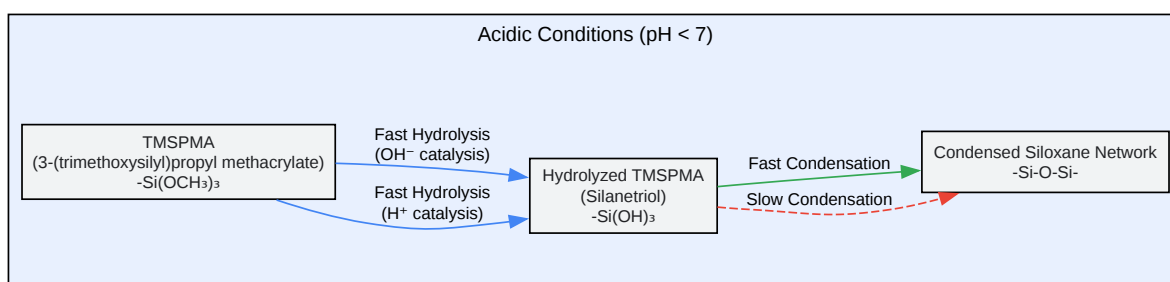 Acidic Conditions (pH < 7)
TMSPMA
(3-(trimethoxysilyl)propyl methacrylate)
-Si(OCH₃)₃
Fast Hydrolysis
(OH⁻ catalysis)
Fast Hydrolysis
(H⁺ catalysis)
Hydrolyzed TMSPMA
(Silanetriol)
-Si(OH)₃
Fast Condensation
Slow Condensation
Condensed Siloxane Network
-Si-O-Si-